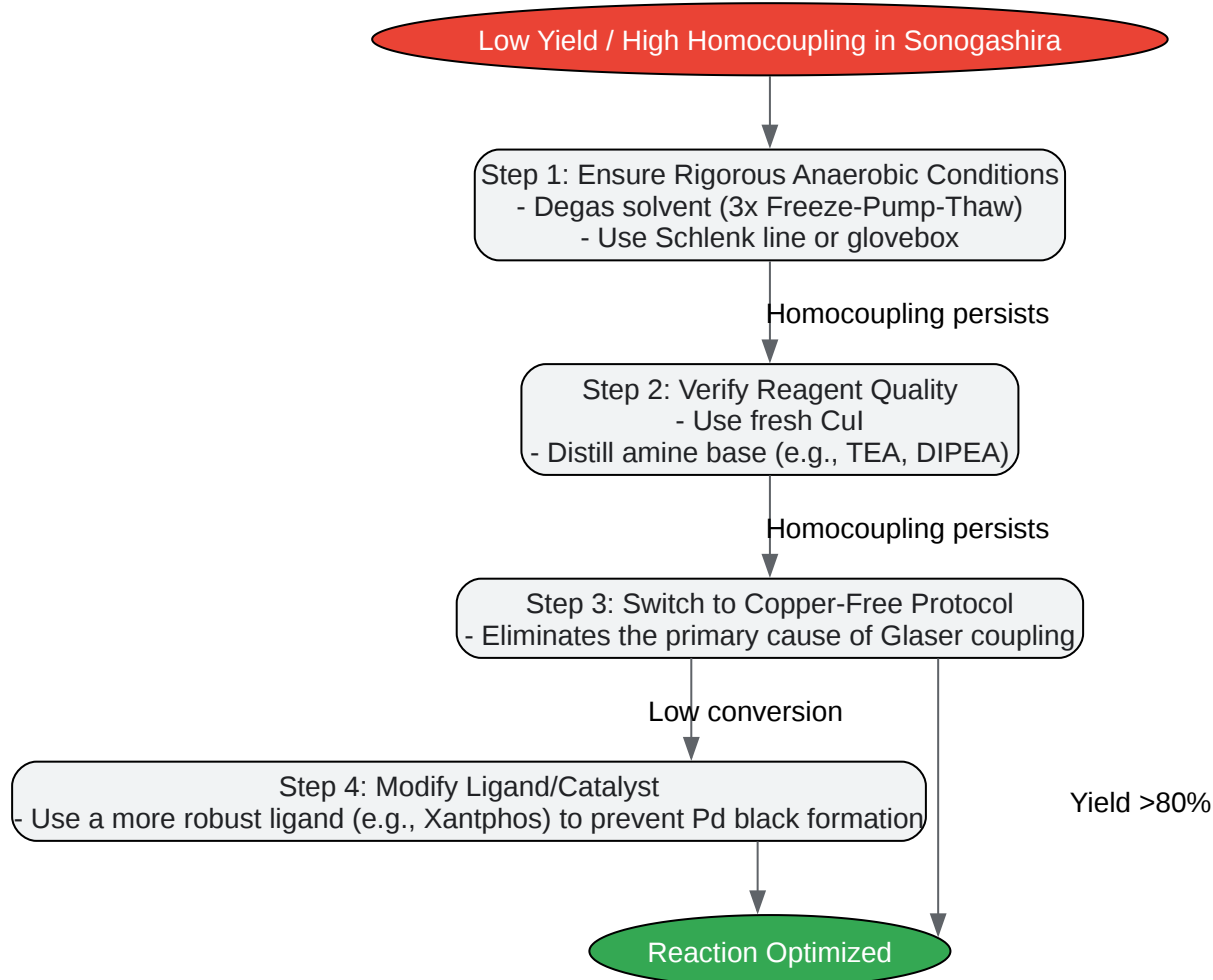 Low Yield / High Homocoupling in Sonogashira
Step 1: Ensure Rigorous Anaerobic Conditions
- Degas solvent (3x Freeze-Pump-Thaw)
- Use Schlenk line or glovebox
Homocoupling persists
Step 2: Verify Reagent Quality
- Use fresh CuI
- Distill amine base (e.g., TEA, DIPEA)
Homocoupling persists
Step 3: Switch to Copper-Free Protocol
- Eliminates the primary cause of Glaser coupling
Low conversion
Step 4: Modify Ligand/Catalyst
- Use a more robust ligand (e.g., Xantphos) to prevent Pd black formation
Yield >80%
Reaction Optimized